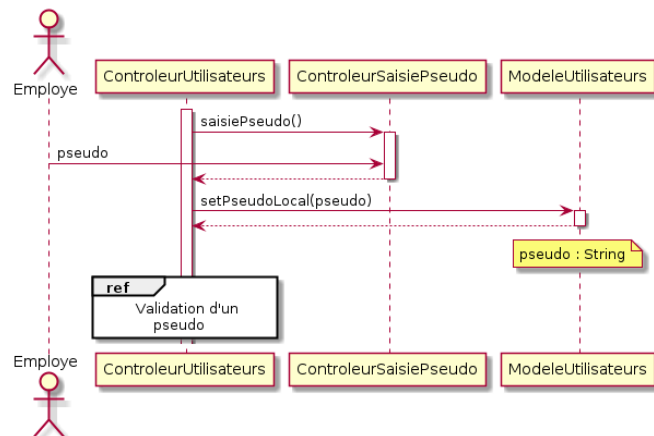 Employe
ControleurUtilisateurs
ControleurSaisiePseudo
ModeleUtilisateurs
saisiePseudo()
pseudo
setPseudoLocal(pseudo)
pseudo : String
ref
Validation d'un
pseudo
Employe
ControleurUtilisateurs
ControleurSaisiePseudo
ModeleUtilisateurs